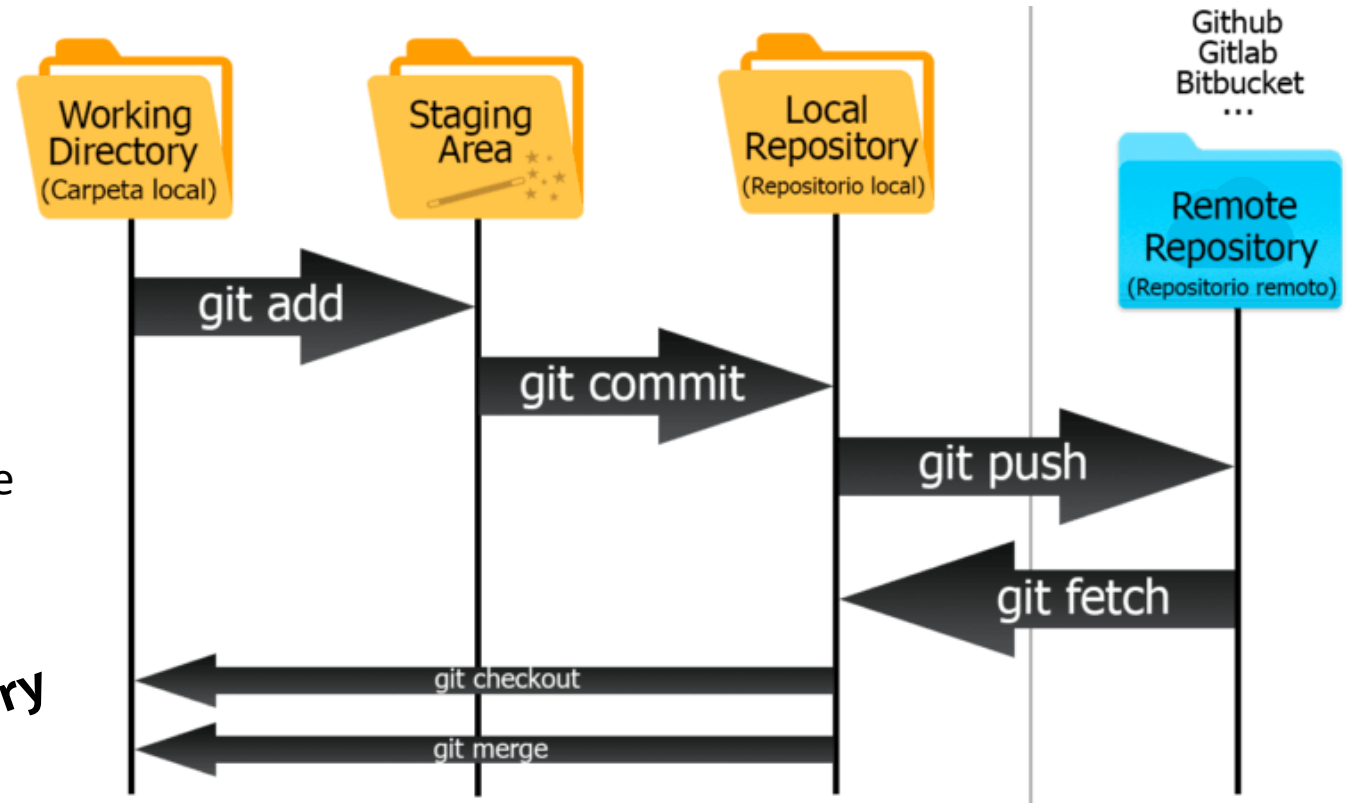 Github
Gitlab
Bitbucket
...
Working
Directory
(Carpeta local)
Staging
Area
Local
Repository
(Repositorio local)
Remote
Repository
(Repositorio remoto)
git add
git commit
git push
e
git fetch
ry
git checkout
git merge